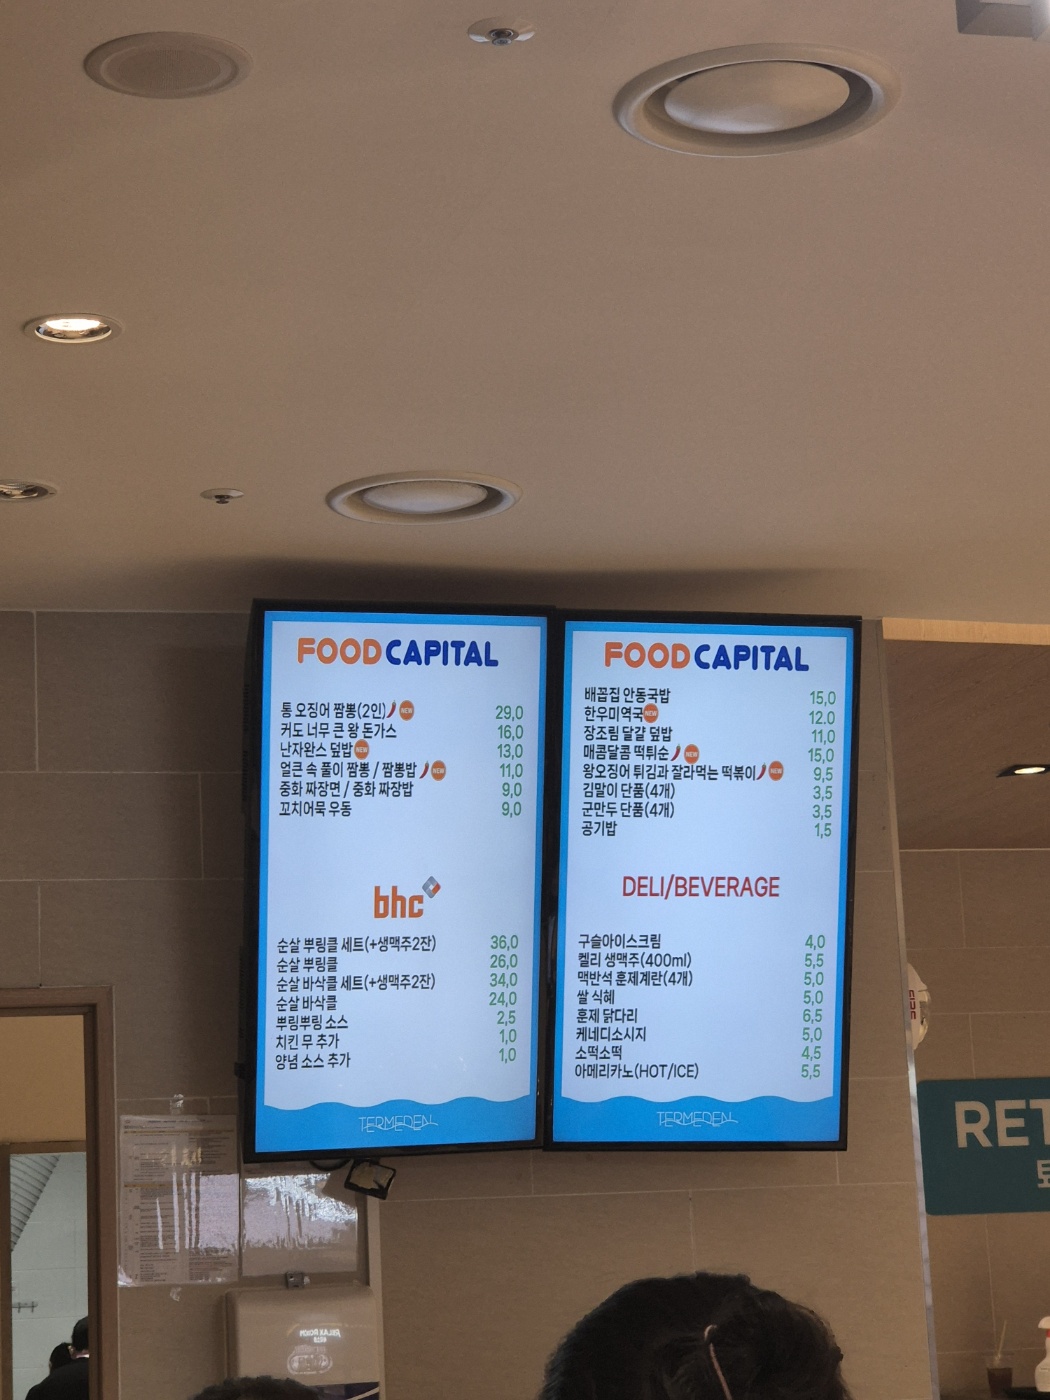 FOODCAPITAL
통 오징어 짬뽕(2인) NEW 29,0
커도 너무 큰 왕 돈가스 16,0
난자완스 덮밥 NEW 13,0
얼큰 속 풀이 짬뽕 / 짬뽕밥 NEW 11,0
중화 짜장면 / 중화 짜장밥 9,0
꼬치어묵 우동 9,0
bhc
순살 뿌링클 세트(+생맥주2잔) 36,0
순살 뿌링클 26,0
순살 바삭클 세트(+생맥주2잔) 34,0
순살 바삭클 24,0
뿌링뿌링 소스 2,5
치킨 무 추가 1,0
양념 소스 추가 1,0
TERMEDEN
FOODCAPITAL
배꼽집 안동국밥 15,0
한우미역국 NEW 12.0
장조림 달걀 덮밥 11,0
매콤달콤 떡튀순 NEW 15,0
왕오징어 튀김과 잘라먹는 떡볶이 NEW 9,5
김말이 단품(4개) 3,5
군만두 단품(4개) 3,5
공기밥 1,5
DELI/BEVERAGE
구슬아이스크림 4,0
켈리 생맥주(400ml) 5,5
맥반석 훈제계란(4개) 5,0
쌀 식혜 5,0
훈제 닭다리 6,5
케네디소시지 5,0
소떡소떡 4,5
아메리카노(HOT/ICE) 5,5
TERMEDEN
RET